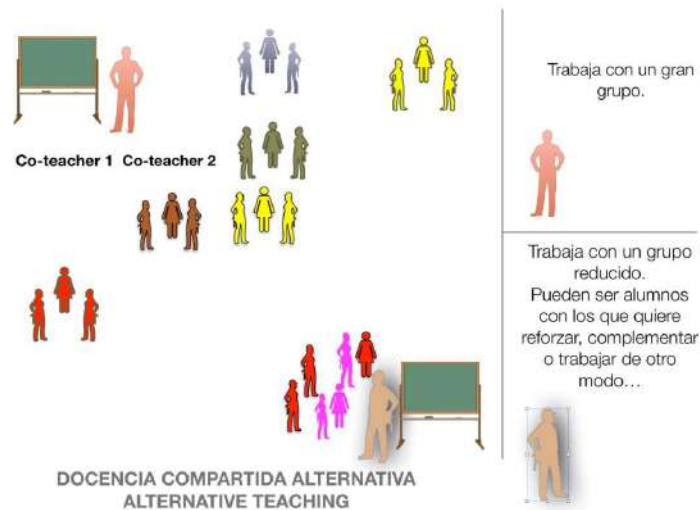 Co-teacher 1 Co-teacher 2
DOCENCIA COMPARTIDA ALTERNATIVA
ALTERNATIVE TEACHING
Trabaja con un gran
grupo.
Trabaja con un grupo
reducido.
Pueden ser alumnos
con los que quiere
reforzar, complementar
o trabajar de otro
modo...